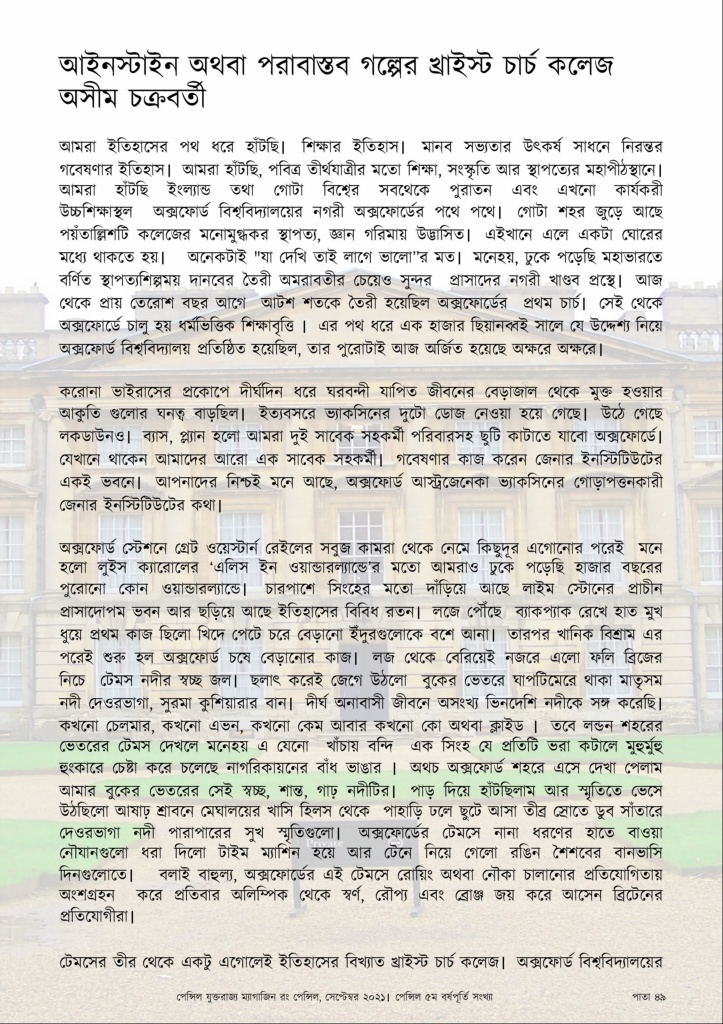 আইনস্টাইন অথবা পরাবাস্তব গল্পের খ্রাইস্ট চার্চ কলেজ
অসীম চক্রবর্তী
আমরা ইতিহাসের পথ ধরে হাঁটছি। শিক্ষার ইতিহাস। মানব সভ্যতার উৎকর্ষ সাধনে নিরন্তর
গবেষণার ইতিহাস। আমরা হাঁটছি, পবিত্র তীর্থযাত্রীর মতো শিক্ষা, সংস্কৃতি আর স্থাপত্যের মহাপীঠস্থানে।
আমরা হাঁটছি ইংল্যান্ড তথা গোটা বিশ্বের সবথেকে পুরাতন এবং এখনো কার্যকরী
উচ্চশিক্ষাস্থল অক্সফোর্ড বিশ্ববিদ্যালয়ের নগরী অক্সফোর্ডের পথে পথে। গোটা শহর জুড়ে আছে
পয়ঁতাল্লিশটি কলেজের মনোমুগ্ধকর স্থাপত্য, জ্ঞান গরিমায় উদ্ভাসিত। এইখানে এলে একটা ঘোরের
মধ্যে থাকতে হয়। অনেকটাই "যা দেখি তাই লাগে ভালো”র মত। মনেহয়, ঢুকে পড়েছি মহাভারতে
বর্ণিত স্থাপত্যশিল্পময় দানবের তৈরী অমরাবতীর চেয়েও সুন্দর প্রাসাদের নগরী খাণ্ডব প্রস্থে। আজ
থেকে প্রায় তেরোশ বছর আগে আটশ শতকে তৈরী হয়েছিল অক্সফোর্ডের প্রথম চার্চ। সেই থেকে
অক্সফোর্ডে চালু হয় ধর্মভিত্তিক শিক্ষাবৃত্তি । এর পথ ধরে এক হাজার ছিয়ানব্বই সালে যে উদ্দেশ্য নিয়ে
অক্সফোর্ড বিশ্ববিদ্যালয় প্রতিষ্ঠিত হয়েছিল, তার পুরোটাই আজ অর্জিত হয়েছে অক্ষরে অক্ষরে।
করোনা ভাইরাসের প্রকোপে দীর্ঘদিন ধরে ঘরবন্দী যাপিত জীবনের বেড়াজাল থেকে মুক্ত হওয়ার
আকুতি গুলোর ঘনত্ব বাড়ছিল। ইত্যবসরে ভ্যাকসিনের দুটো ডোজ নেওয়া হয়ে গেছে। উঠে গেছে
লকডাউনও। ব্যাস, প্ল্যান হলো আমরা দুই সাবেক সহকর্মী পরিবারসহ ছুটি কাটাতে যাবো অক্সফোর্ডে।
যেখানে থাকেন আমাদের আরো এক সাবেক সহকর্মী। গবেষণার কাজ করেন জেনার ইনস্টিটিউটের
একই ভবনে। আপনাদের নিশ্চই মনে আছে, অক্সফোর্ড আস্ট্রজেনেকা ভ্যাকসিনের গোড়াপত্তনকারী
জেনার ইনস্টিটিউটের কথা।
অক্সফোর্ড স্টেশনে গ্রেট ওয়েস্টার্ন রেইলের সবুজ কামরা থেকে নেমে কিছুদূর এগোনোর পরেই মনে
হলো লুইস ক্যারোলের ‘এলিস ইন ওয়ান্ডারল্যান্ডে’র মতো আমরাও ঢুকে পড়েছি হাজার বছরের
পুরোনো কোন ওয়ান্ডারল্যান্ডে। চারপাশে সিংহের মতো দাঁড়িয়ে আছে লাইম স্টোনের প্রাচীন
প্রাসাদোপম ভবন আর ছড়িয়ে আছে ইতিহাসের বিবিধ রতন। লজে পৌঁছে ব্যাকপ্যাক রেখে হাত মুখ
ধুয়ে প্রথম কাজ ছিলো খিদে পেটে চরে বেড়ানো ইঁদুরগুলোকে বশে আনা। তারপর খানিক বিশ্রাম এর
পরেই শুরু হল অক্সফোর্ড চষে বেড়ানোর কাজ। লজ থেকে বেরিয়েই নজরে এলো ফলি ব্রিজের
নিচে টেমস নদীর স্বচ্ছ জল। ছলাৎ করেই জেগে উঠলো বুকের ভেতরে ঘাপটিমেরে থাকা মাতৃসম
নদী দেওরভাগা, সুরমা কুশিয়ারার বান। দীর্ঘ অনাবাসী জীবনে অসংখ্য ভিনদেশি নদীকে সঙ্গ করেছি।
কখনো চেলমার, কখনো এভন, কখনো কেম আবার কখনো কো অথবা ক্লাইড । তবে লন্ডন শহরের
ভেতরের টেমস দেখলে মনেহয় এ যেনো খাঁচায় বন্দি এক সিংহ যে প্রতিটি ভরা কটালে মুহুর্মুহু
হুংকারে চেষ্টা করে চলেছে নাগরিকায়নের বাঁধ ভাঙার । অথচ অক্সফোর্ড শহরে এসে দেখা পেলাম
আমার বুকের ভেতরের সেই স্বচ্ছ, শান্ত, গাঢ় নদীটির। পাড় দিয়ে হাঁটছিলাম আর স্মৃতিতে ভেসে
উঠছিলো আষাঢ় শ্রাবনে মেঘালয়ের খাসি হিলস থেকে পাহাড়ি ঢলে ছুটে আসা তীব্র স্রোতে ডুব সাঁতারে
দেওরভাগা নদী পারাপারের সুখ স্মৃতিগুলো। অক্সফোর্ডের টেমসে নানা ধরণের হাতে বাওয়া
নৌযানগুলো ধরা দিলো টাইম ম্যাশিন হয়ে আর টেনে নিয়ে গেলো রঙিন শৈশবের বানভাসি
দিনগুলোতে। বলাই বাহুল্য, অক্সফোর্ডের এই টেমসে রোয়িং অথবা নৌকা চালানোর প্রতিযোগিতায়
অংশগ্রহন করে প্রতিবার অলিম্পিক থেকে স্বর্ণ, রৌপ্য এবং ব্রোঞ্জ জয় করে আসেন ব্রিটেনের
প্রতিযোগীরা।
Private
টেমসের তীর থেকে একটু এগোলেই ইতিহাসের বিখ্যাত খ্রাইস্ট চার্চ কলেজ। অক্সফোর্ড বিশ্ববিদ্যালয়ের
পেন্সিল যুক্তরাজ্য ম্যাগাজিন রং পেন্সিল, সেপ্টেম্বর ২০২১। পেন্সিল ৫ম বর্ষপূর্তি সংখ্যা
পাতা ৪৯